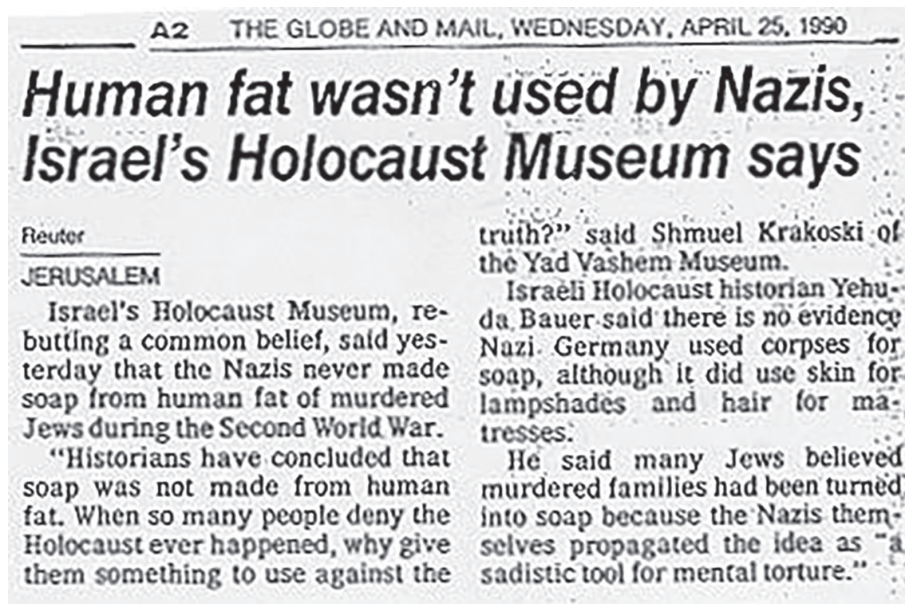 A2 THE GLOBE AND MAIL, WEDNESDAY, APRIL 25, 1990
Human fat wasn't used by Nazis,
Israel's Holocaust Museum says
Reuter
JERUSALEM
Israel's Holocaust Museum, re-
butting a common belief, said yes-
terday that the Nazis never made
soap from human fat of murdered
Jews during the Second World War.
"Historians have concluded that
soap was not made from human
fat. When so many people deny the
Holocaust ever happened, why give
them something to use against the
truth?" said Shmuel Krakoski of
the Yad Vashem Museum.
Israeli Holocaust historian Yehu-
da Bauer said there is no evidence
Nazi Germany used corpses for
soap, although it did use skin for
lampshades and hair for ma-
tresses.
He said many Jews believed
murdered families had been turned
into soap because the Nazis them-
selves propagated the idea as "a
sadistic tool for mental torture."